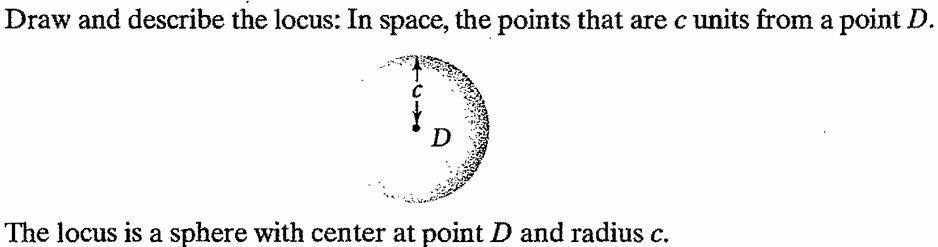 Draw and describe the locus: In space, the points that are c units from a point D.
c
D
The locus is a sphere with center at point D and radius c.